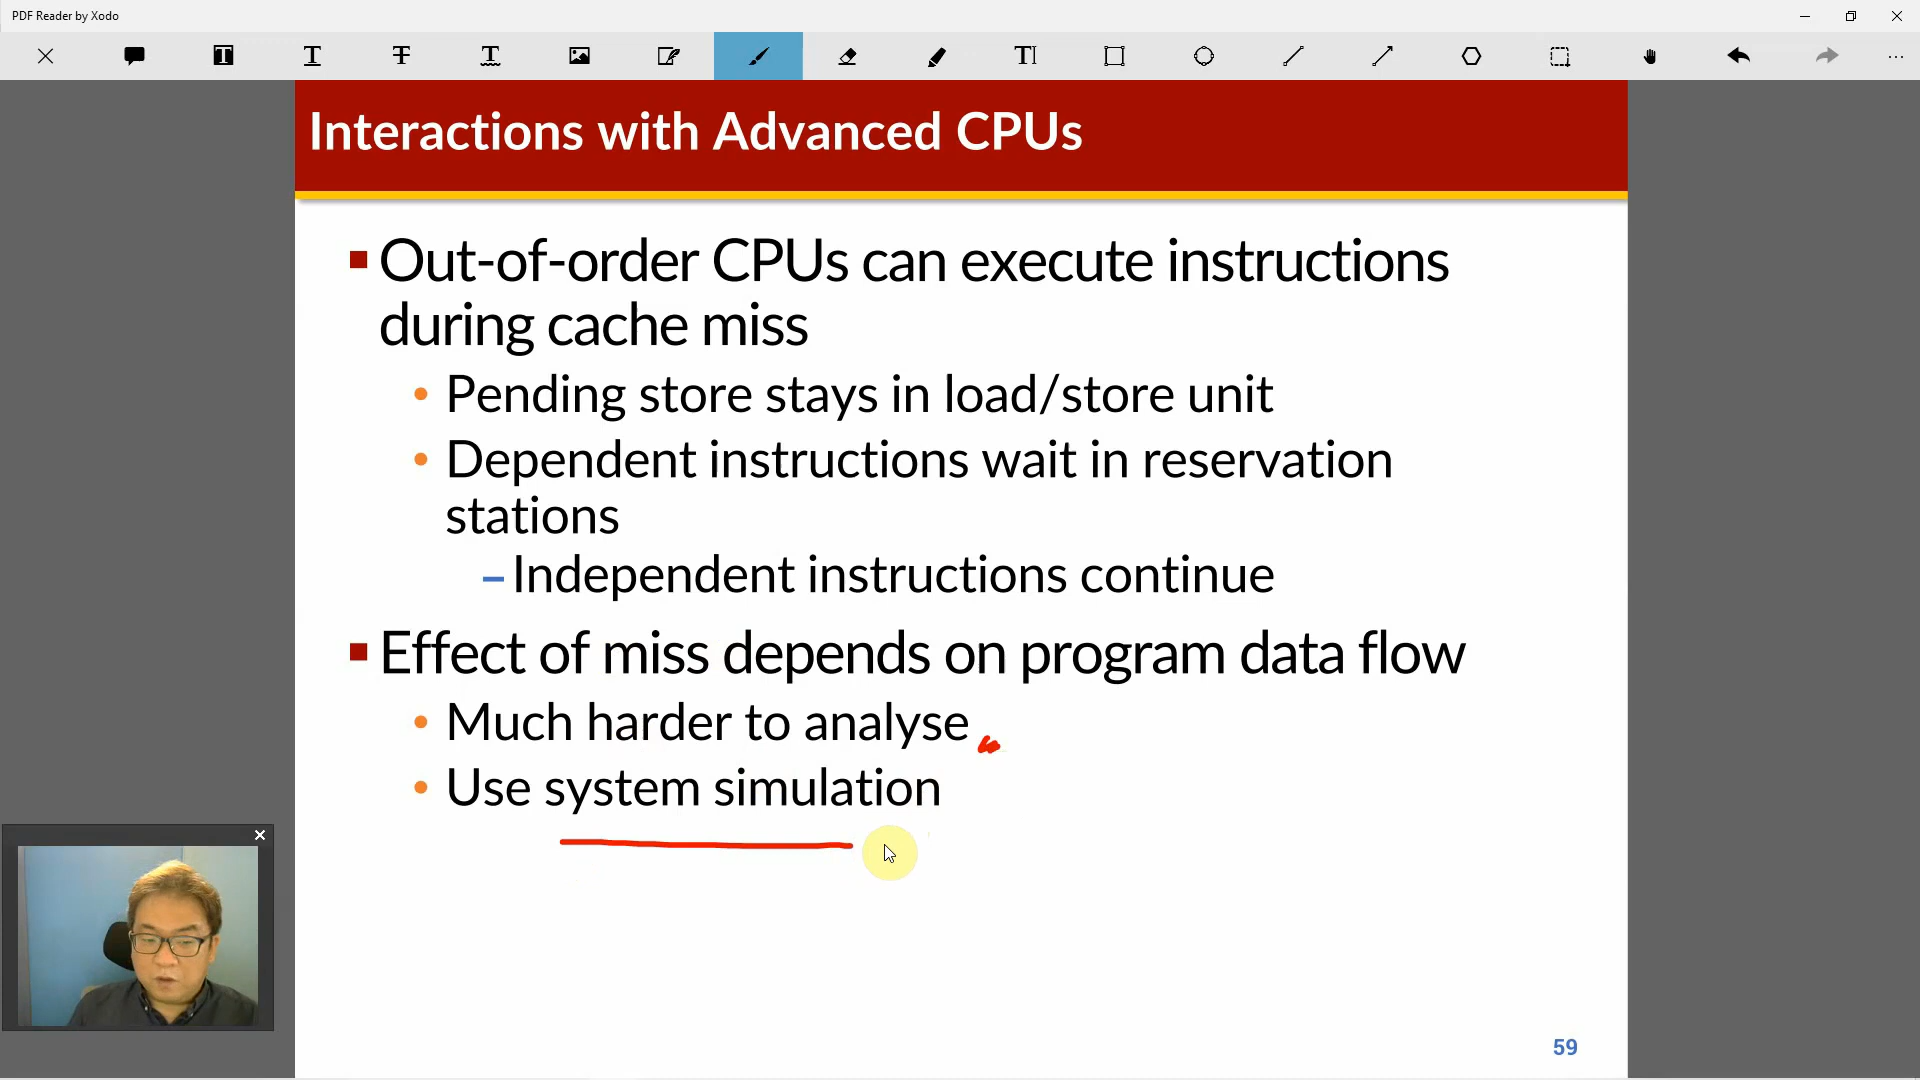 PDF Reader by Xodo
Interactions with Advanced CPUs
Out-of-order CPUs can execute instructions
during cache miss
Pending store stays in load/store unit
Dependent instructions wait in reservation
stations
Independent instructions continue
Effect of miss depends on program data flow
Much harder to analyse
Use system simulation
59